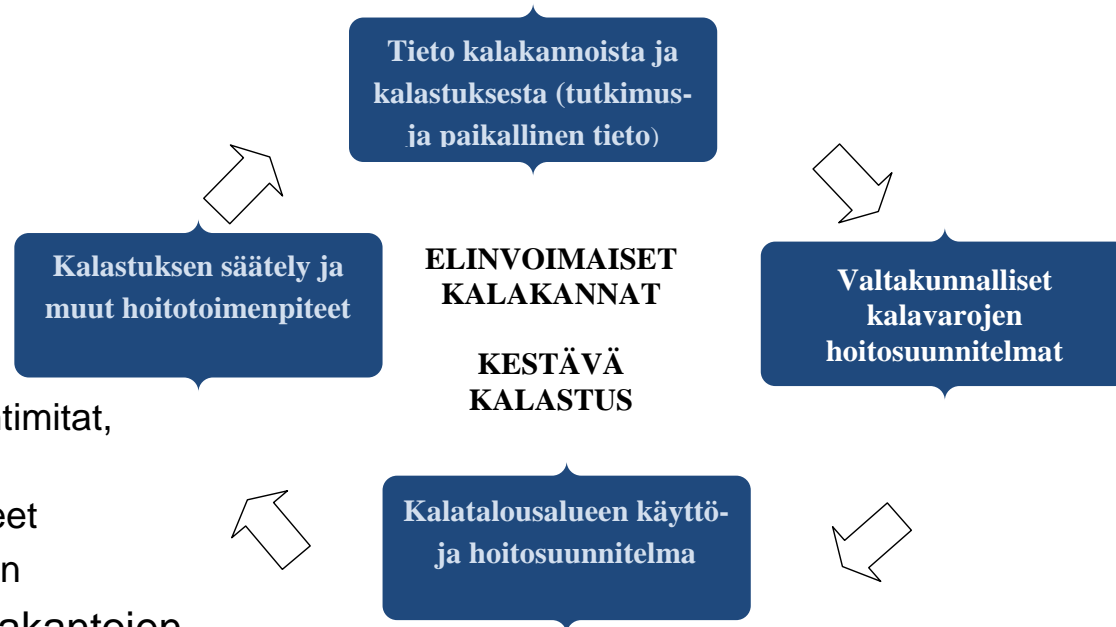 Tieto kalakannoista ja
kalastuksesta (tutkimus-
ja paikallinen tieto)
Kalastuksen säätely ja
muut hoitotoimenpiteet
ELINVOIMAISET
KALAKANNAT
KESTÄVÄ
KALASTUS
Valtakunnalliset
kalavarojen
hoitosuunnitelmat
Kalatalousalueen käyttö-
ja hoitosuunnitelma